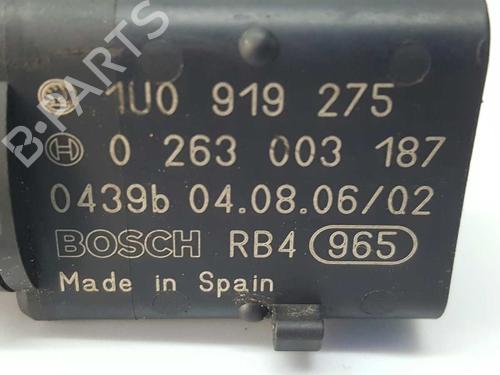 B-PARTS
1U0 919 275
0 263 003 187
0439b 04.08.06/02
BOSCH RB4 965
Made in Spain